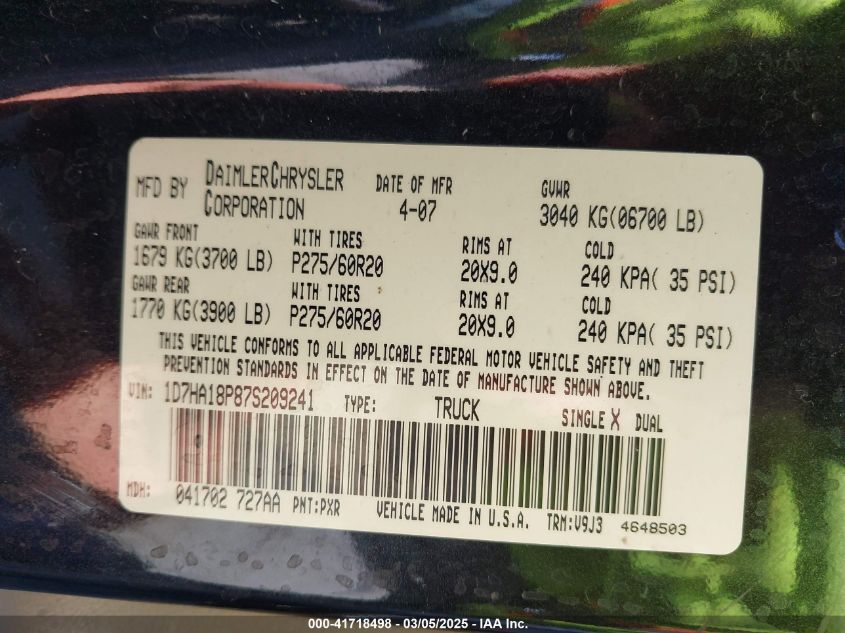 MFD BY DAIMLERCHRYSLER CORPORATION DATE OF MFR 4-07 GVWR 3040 KG(06700 LB)
GAWR FRONT WITH TIRES RIMS AT COLD
1679 KG(3700 LB) P275/60R20 20X9.0 240 KPA( 35 PSI)
GAWR REAR WITH TIRES RIMS AT COLD
1770 KG(3900 LB) P275/60R20 20X9.0 240 KPA( 35 PSI)
THIS VEHICLE CONFORMS TO ALL APPLICABLE FEDERAL MOTOR VEHICLE SAFETY AND THEFT
PREVENTION STANDARDS IN EFFECT ON THE DATE OF MANUFACTURE SHOWN ABOVE.
VIN: 1D7HA18P87S209241 TYPE: TRUCK SINGLE X DUAL
MDH: 041702 727AA PNT:PXR VEHICLE MADE IN U.S.A. TRM:V9J3 4648503
000-41718498 - 03/05/2025 - IAA Inc.